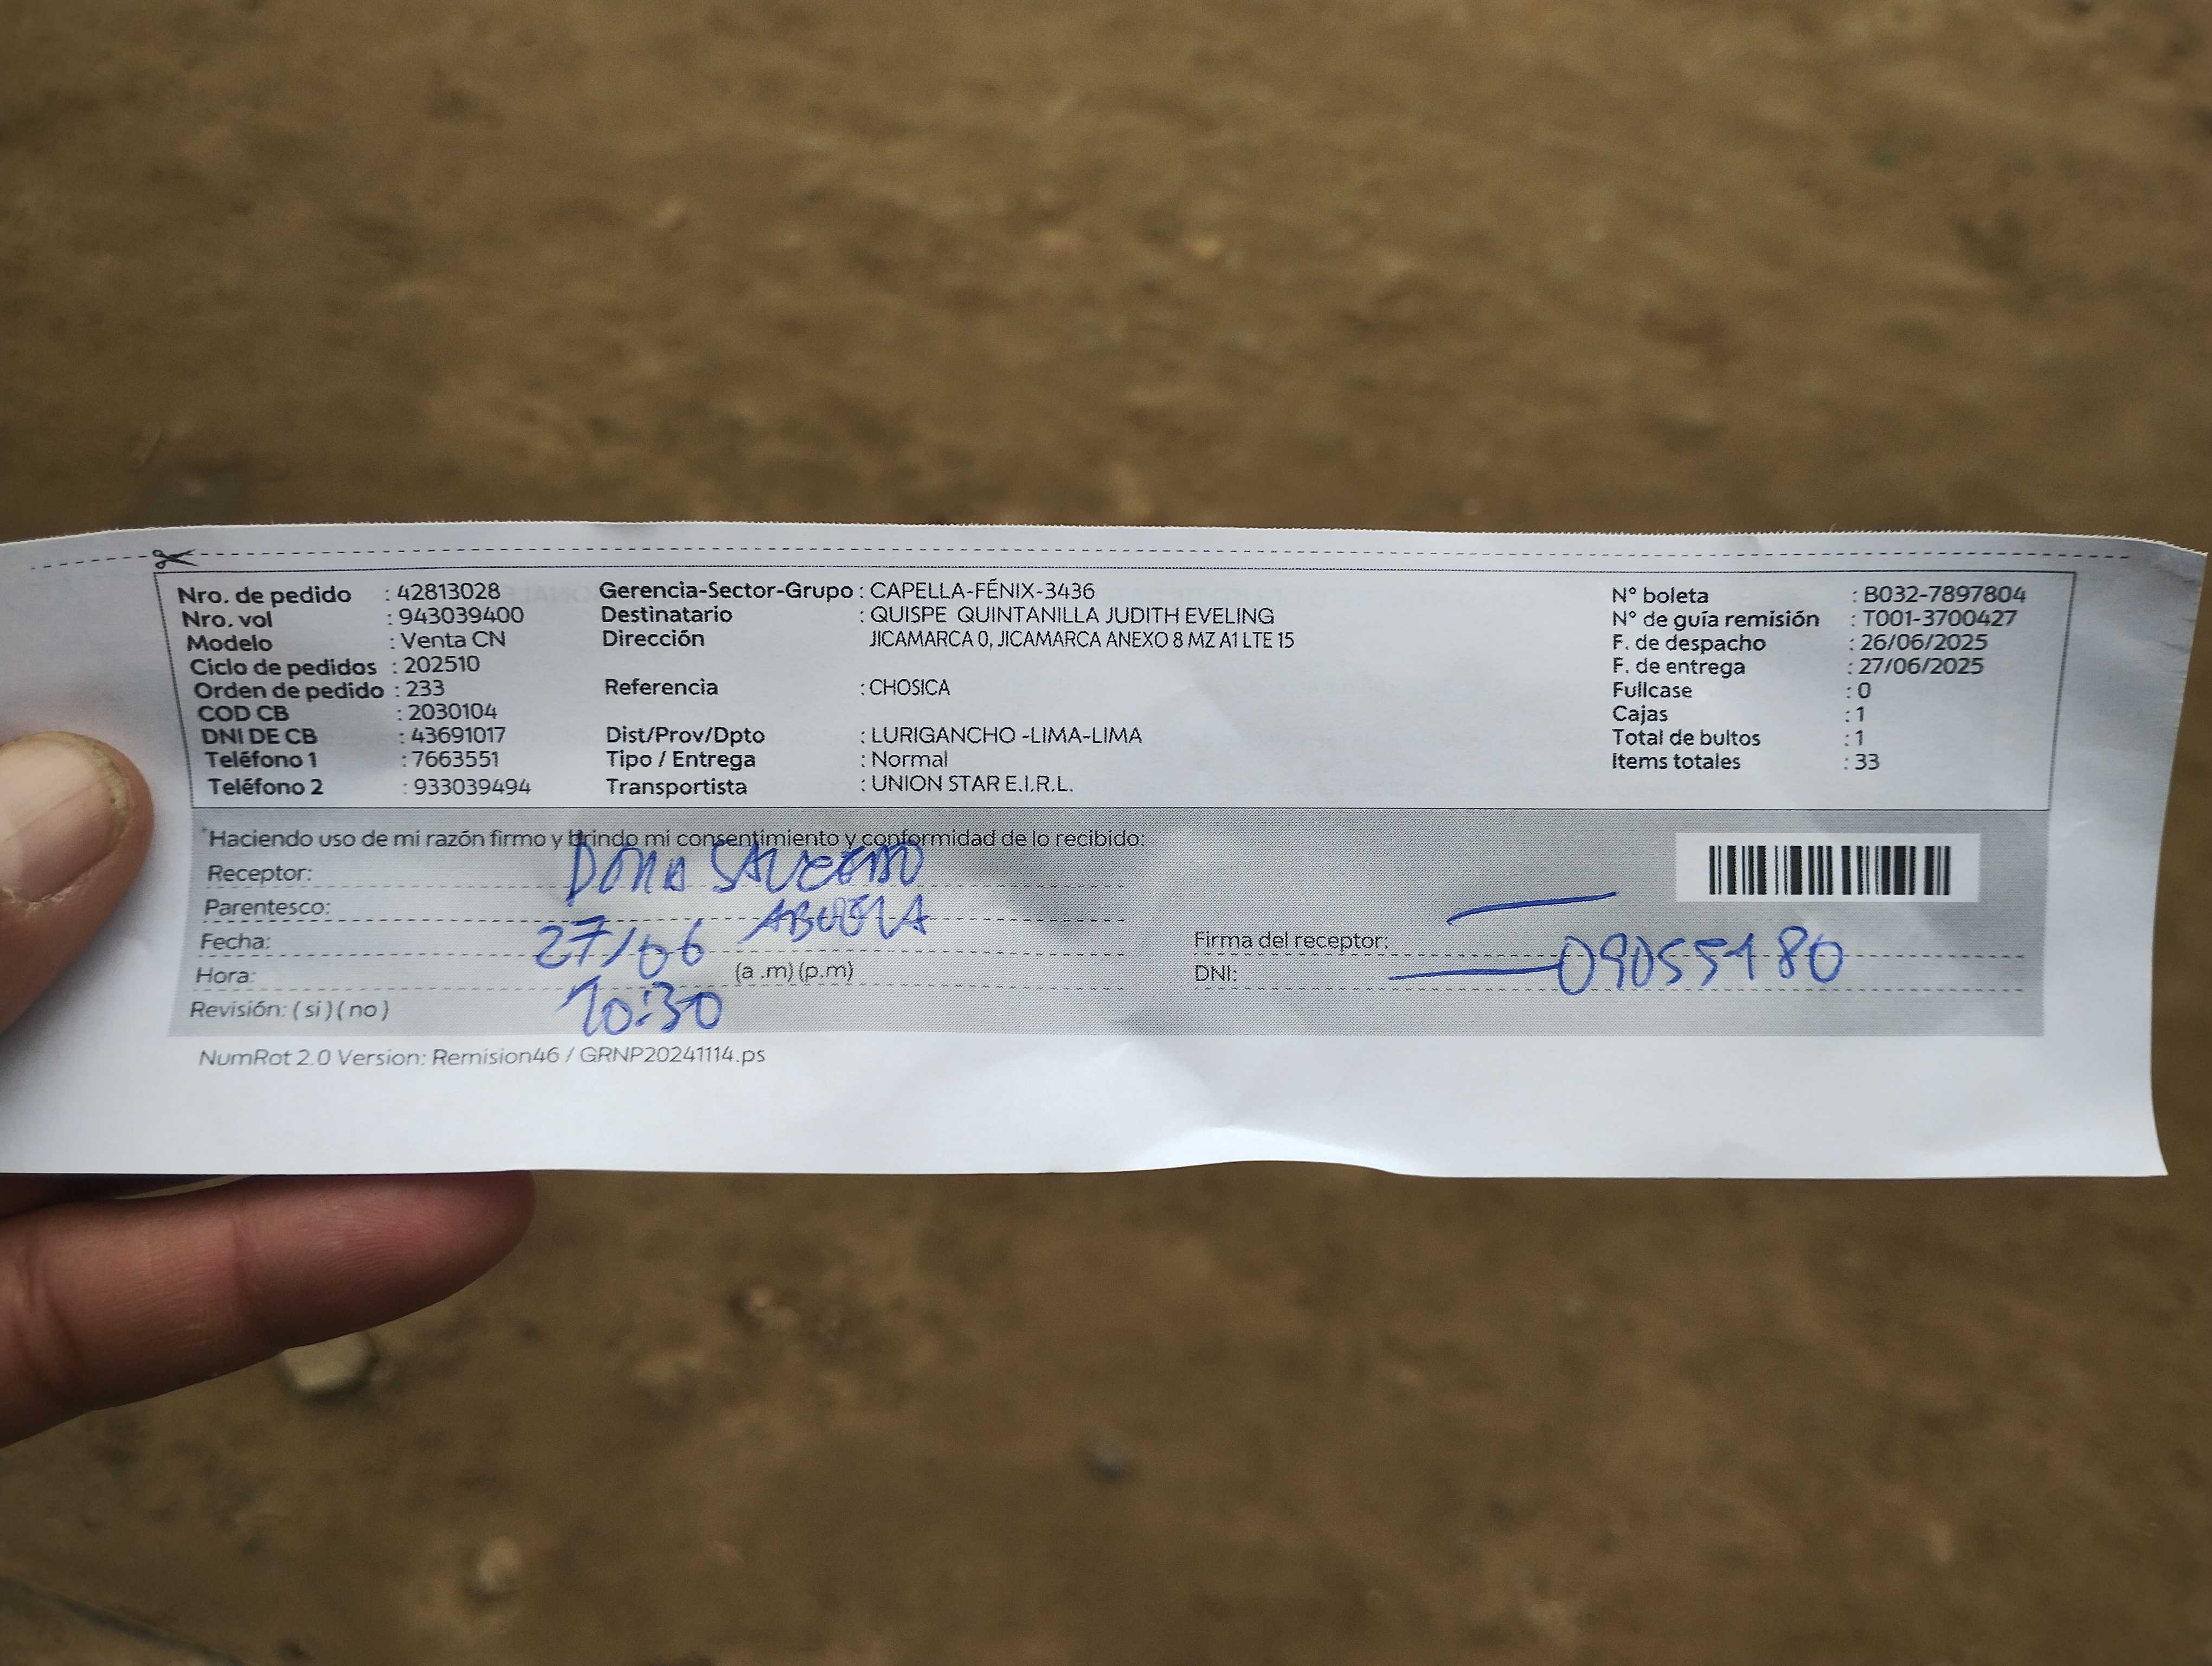 Nro. de pedido : 42813028
Nro. vol : 943039400
Modelo : Venta CN
Ciclo de pedidos : 202510
Orden de pedido : 233
COD CB : 2030104
DNI DE CB : 43691017
Teléfono 1 : 7663551
Teléfono 2 : 933039494
Gerencia-Sector-Grupo : CAPELLA-FÉNIX-3436
Destinatario : QUISPE QUINTANILLA JUDITH EVELING
Dirección JICAMARCA 0, JICAMARCA ANEXO 8 MZ A1 LTE 15
Referencia : CHOSICA
Dist/Prov/Dpto : LURIGANCHO -LIMA-LIMA
Tipo / Entrega : Normal
Transportista : UNION STAR E.I.R.L.
N° boleta : B032-7897804
N° de guía remisión : T001-3700427
F. de despacho : 26/06/2025
F. de entrega : 27/06/2025
Fullcase : 0
Cajas : 1
Total de bultos : 1
Items totales : 33
*Haciendo uso de mi razón firmo y brindo mi consentimiento y conformidad de lo recibido:
Receptor:
Parentesco: ABUELA
Fecha: 27/06
Hora: (a .m) (p.m)
10:30
Revisión: ( si ) ( no )
Firma del receptor:
DNI: 09055180
NumRot 2.0 Version: Remision46 / GRNP20241114.ps